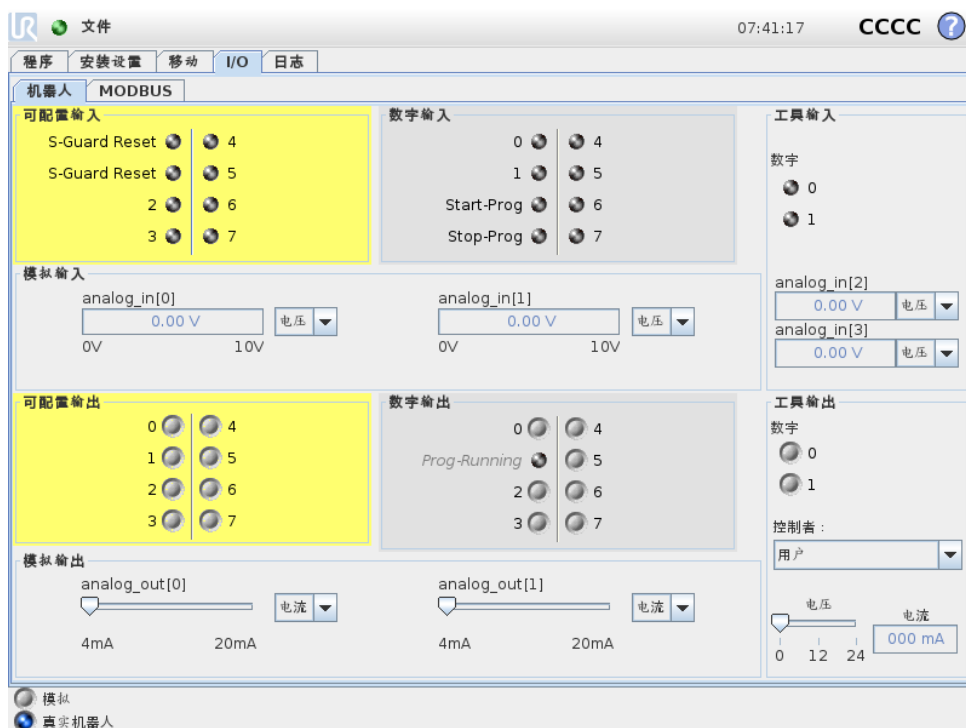 UR 文件 07:41:17 CCCC ?
程序 安装设置 移动 I/O 日志
机器人 MODBUS
可配置输入
S-Guard Reset 4
S-Guard Reset 5
2 6
3 7
数字输入
0 4
1 5
Start-Prog 6
Stop-Prog 7
工具输入
数字
0
1
analog_in[2]
0.00 V 电压
analog_in[3]
0.00 V 电压
模拟输入
analog_in[0]
0.00 V 电压
0V 10V
analog_in[1]
0.00 V 电压
0V 10V
可配置输出
0 4
1 5
2 6
3 7
数字输出
0 4
Prog-Running 5
2 6
3 7
工具输出
数字
0
1
控制者：
用户
电压
0 12 24
电流
000 mA
模拟输出
analog_out[0]
电流
4mA 20mA
analog_out[1]
电流
4mA 20mA
模拟
真实机器人